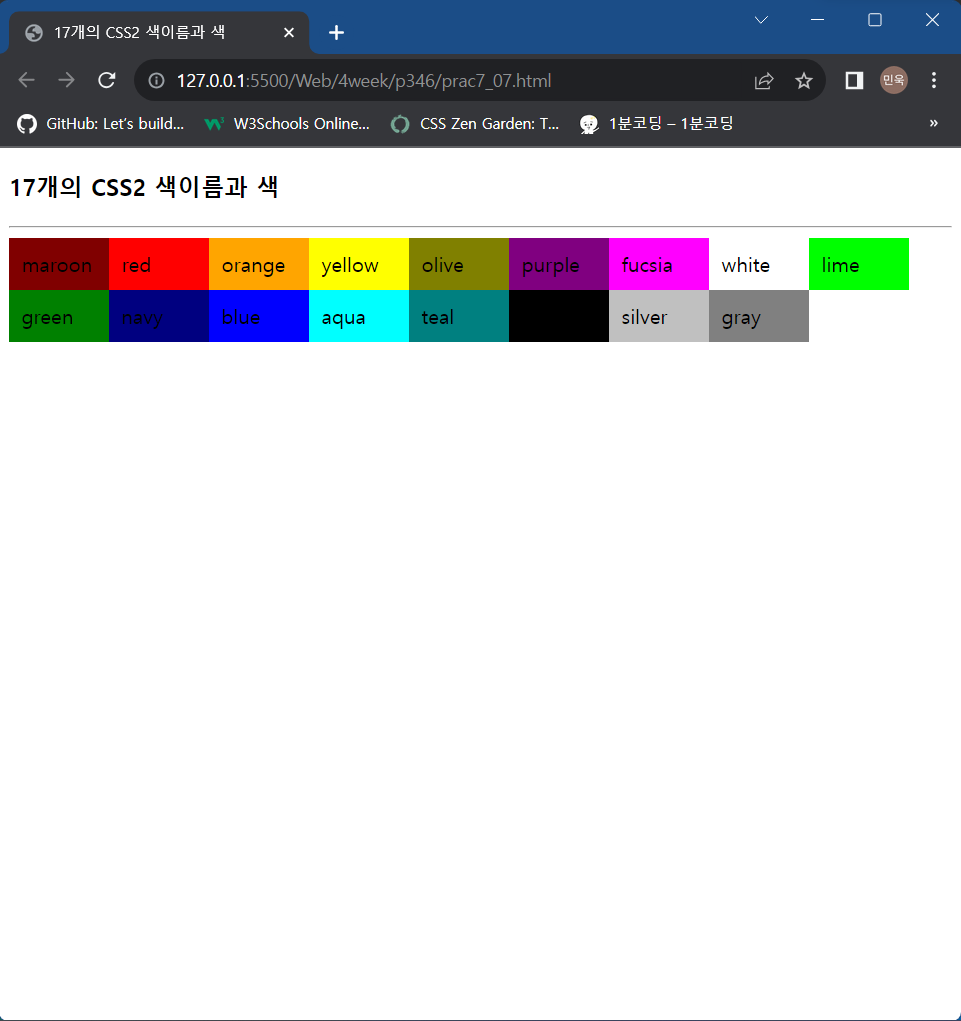 17개의 CSS2 색이름과 색
127.0.0.1:5500/Web/4week/p346/prac7_07.html
민욱
GitHub: Let's build... W3Schools Online... CSS Zen Garden: T... 1분코딩 – 1분코딩 »
17개의 CSS2 색이름과 색
maroon red orange yellow olive purple fucsia white lime
green navy blue aqua teal silver gray